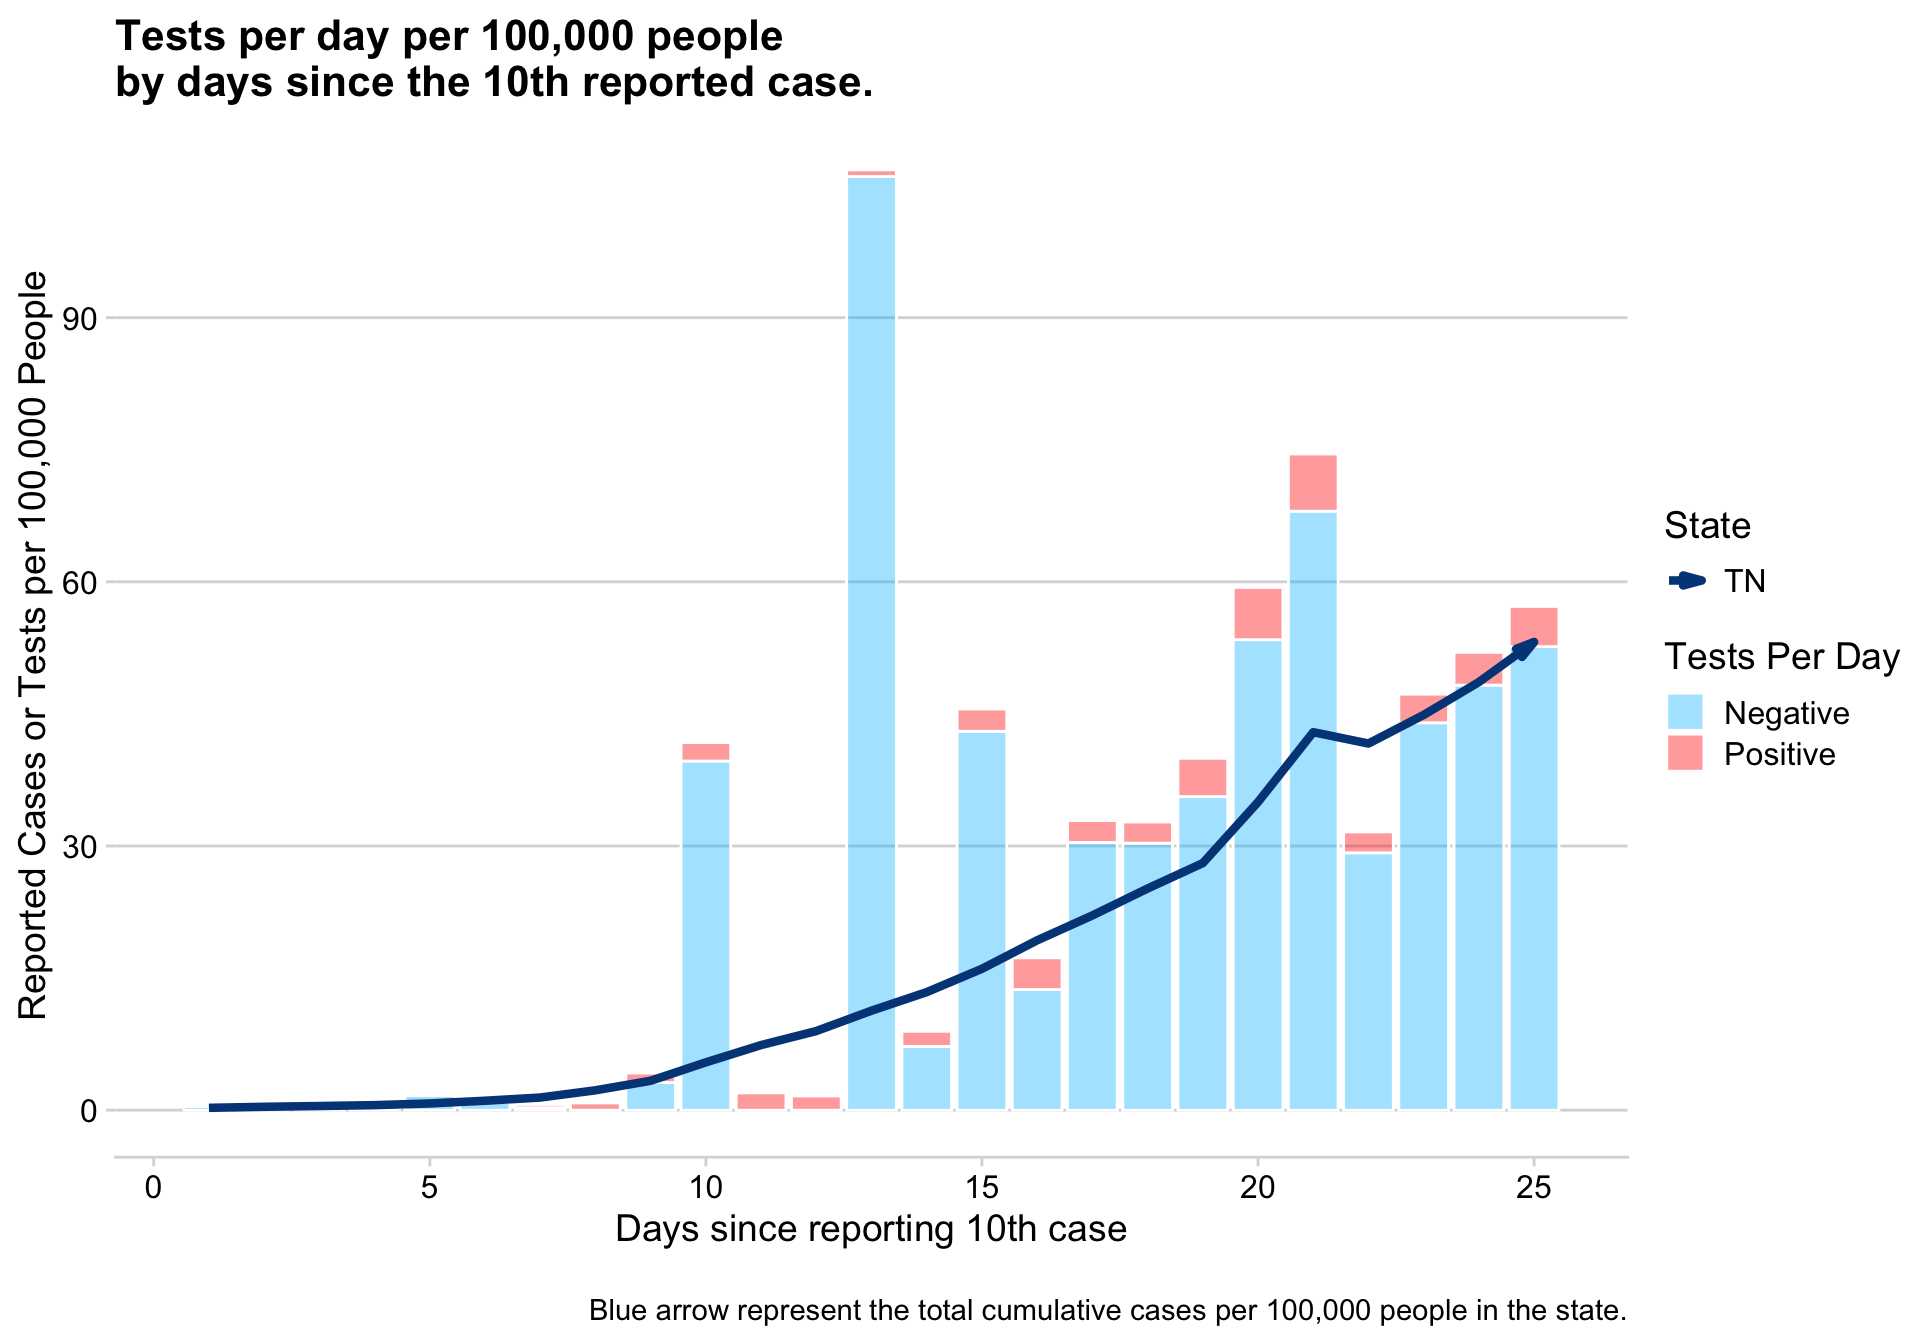 Tests per day per 100,000 people
by days since the 10th reported case.
Reported Cases or Tests per 100,000 People
90
60
30
0
0
5
10
15
20
25
Days since reporting 10th case
State
TN
Tests Per Day
Negative
Positive
Blue arrow represent the total cumulative cases per 100,000 people in the state.